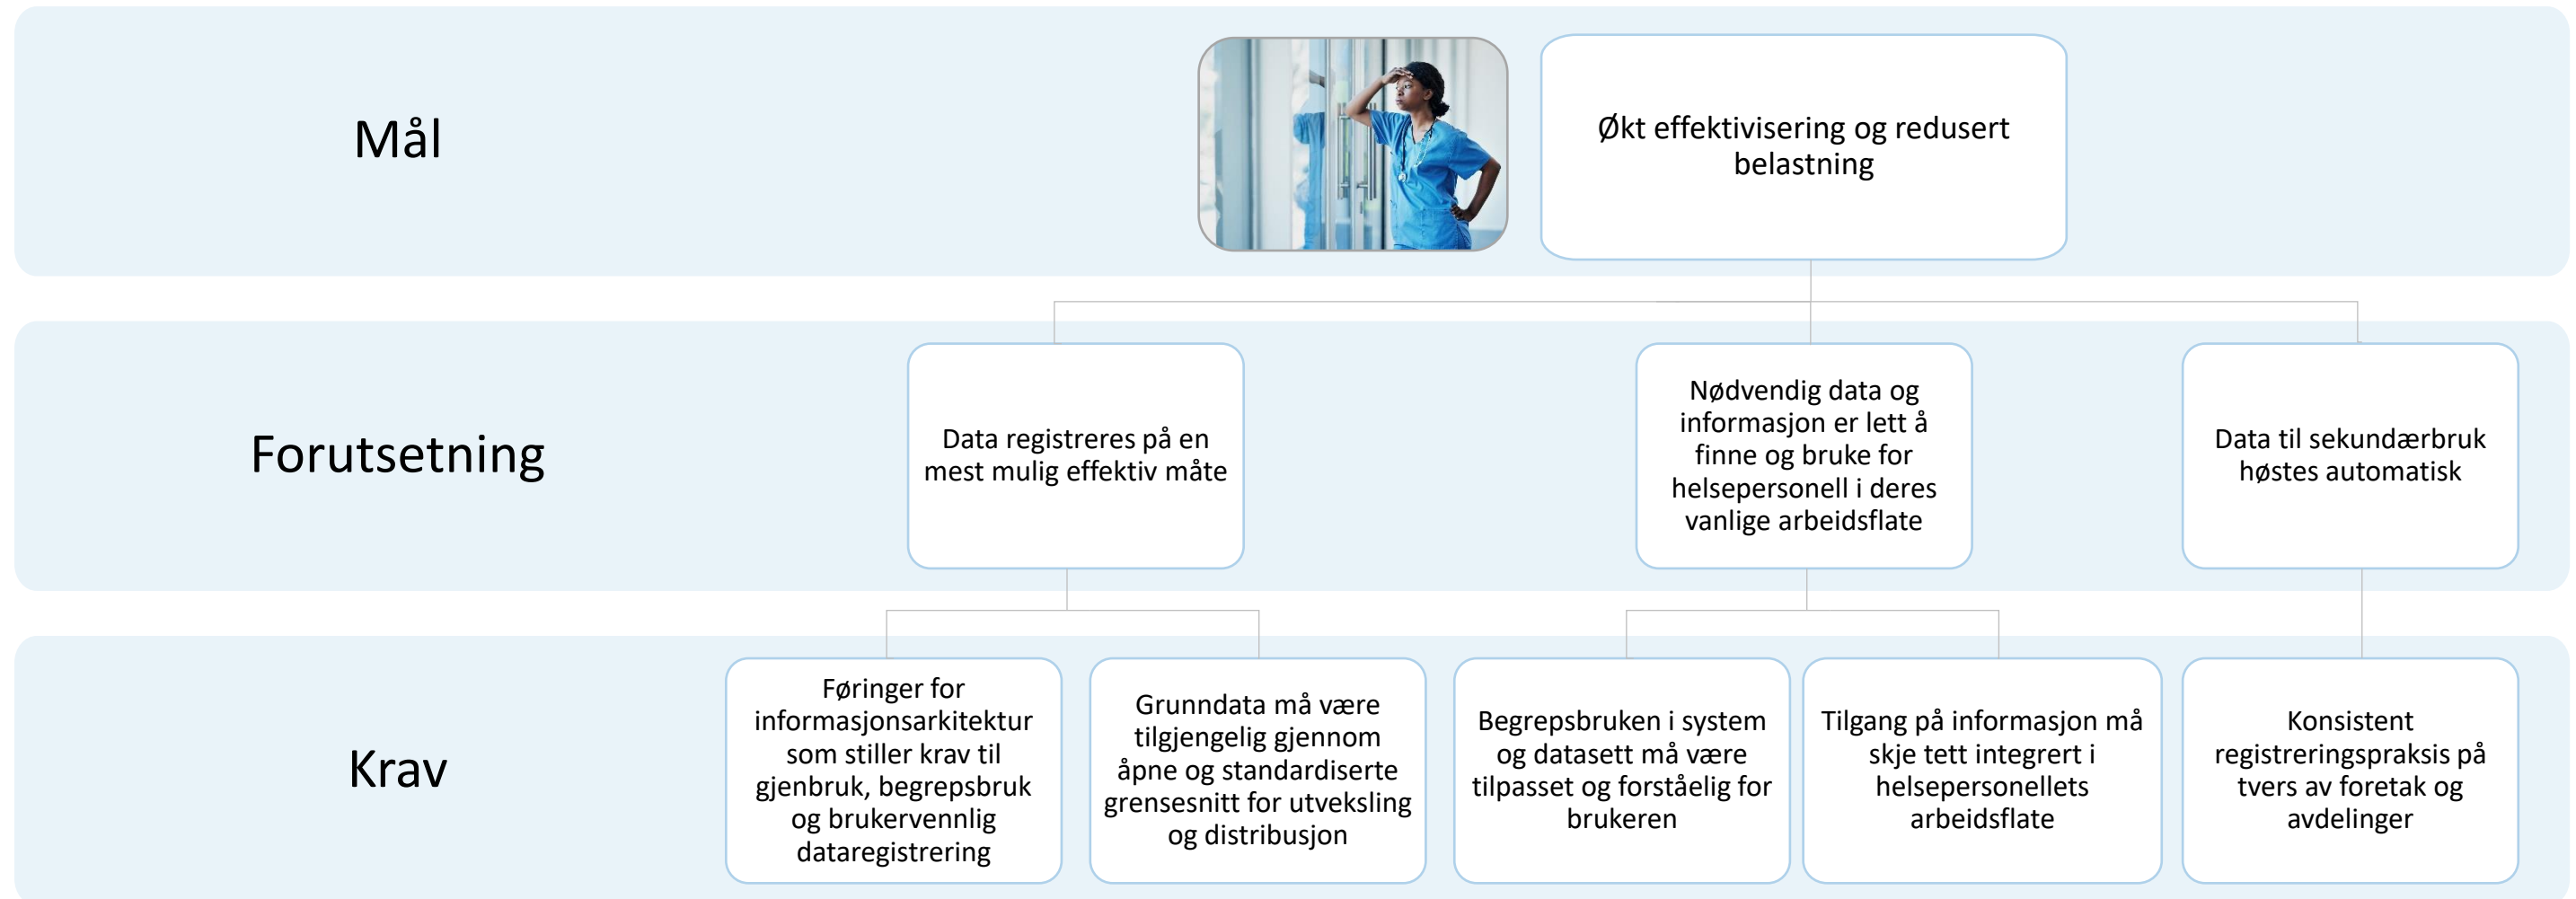 Mål
Økt effektivisering og redusert
belastning
Forutsetning
Data registreres på en
mest mulig effektiv måte
Nødvendig data og
informasjon er lett å
finne og bruke for
helsepersonell i deres
vanlige arbeidsflate
Data til sekundærbruk
høstes automatisk
Krav
Føringer for
informasjonsarkitektur
som stiller krav til
gjenbruk, begrepsbruk
og brukervennlig
dataregistrering
Grunndata må være
tilgjengelig gjennom
åpne og standardiserte
grensesnitt for utveksling
og distribusjon
Begrepsbruken i system
og datasett må være
tilpasset og forståelig for
brukeren
Tilgang på informasjon må
skje tett integrert i
helsepersonellets
arbeidsflate
Konsistent
registreringspraksis på
tvers av foretak og
avdelinger